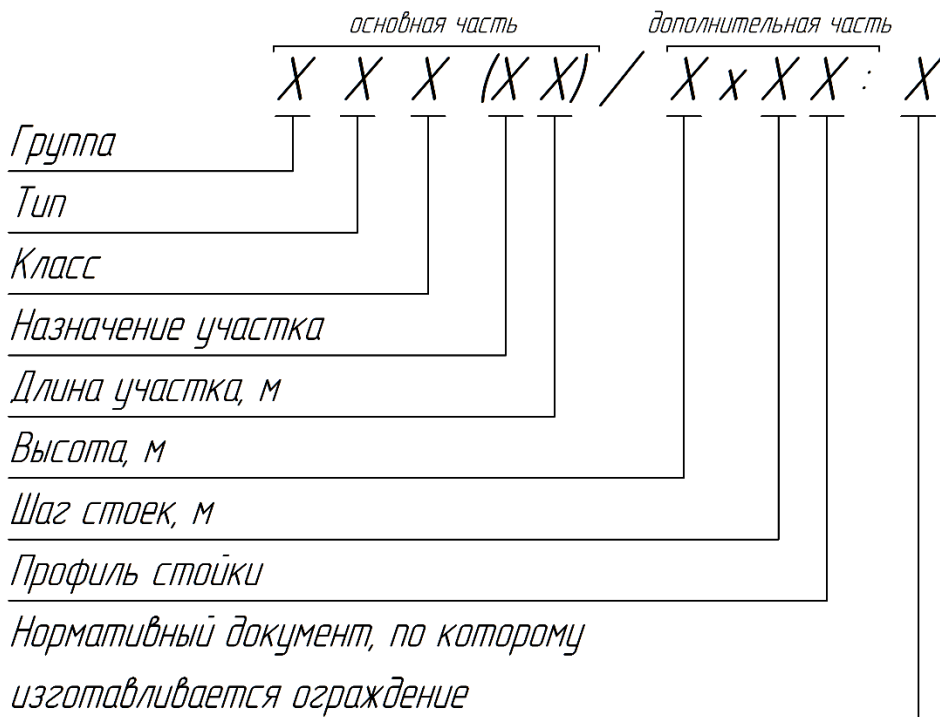 основная часть дополнительная часть
X X X (X X) / X x X X : X
Группа
Тип
Класс
Назначение участка
Длина участка, м
Высота, м
Шаг стоек, м
Профиль стойки
Нормативный документ, по которому
изготавливается ограждение